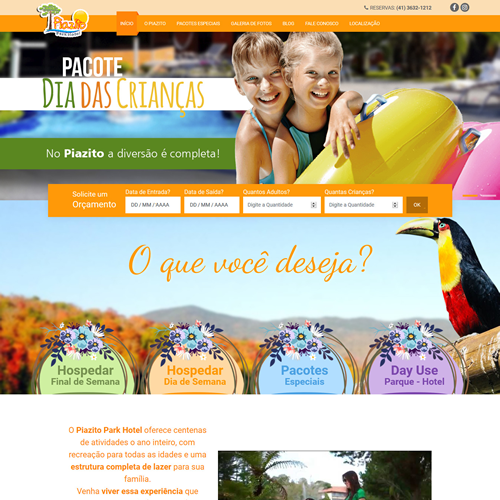 Piazito
RESERVAS: (41) 3632-1212
INÍCIO O PIAZITO PACOTES ESPECIAIS GALERIA DE FOTOS BLOG FALE CONOSCO LOCALIZAÇÃO
PACOTE
DIA DAS CRIANÇAS
No Piazito a diversão é completa!
Solicite um
Orçamento
Data de Entrada? Data de Saída? Quantos Adultos? Quantas Crianças?
DD / MM / AAAA DD / MM / AAAA Digite a Quantidade Digite a Quantidade OK
O que você deseja?
Hospedar
Final de Semana
Hospedar
Dia de Semana
Pacotes
Especiais
Day Use
Parque - Hotel
O Piazito Park Hotel oferece centenas
de atividades o ano inteiro, com
recreação para todas as idades e uma
estrutura completa de lazer para sua
família.
Venha viver essa experiência que